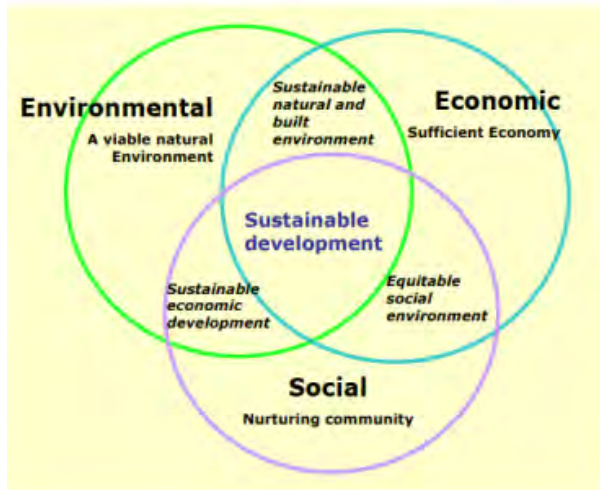 Environmental
A viable natural
Environment
Sustainable
natural and
built
environment
Economic
Sufficient Economy
Sustainable
development
Sustainable
economic
development
Equitable
social
environment
Social
Nurturing community